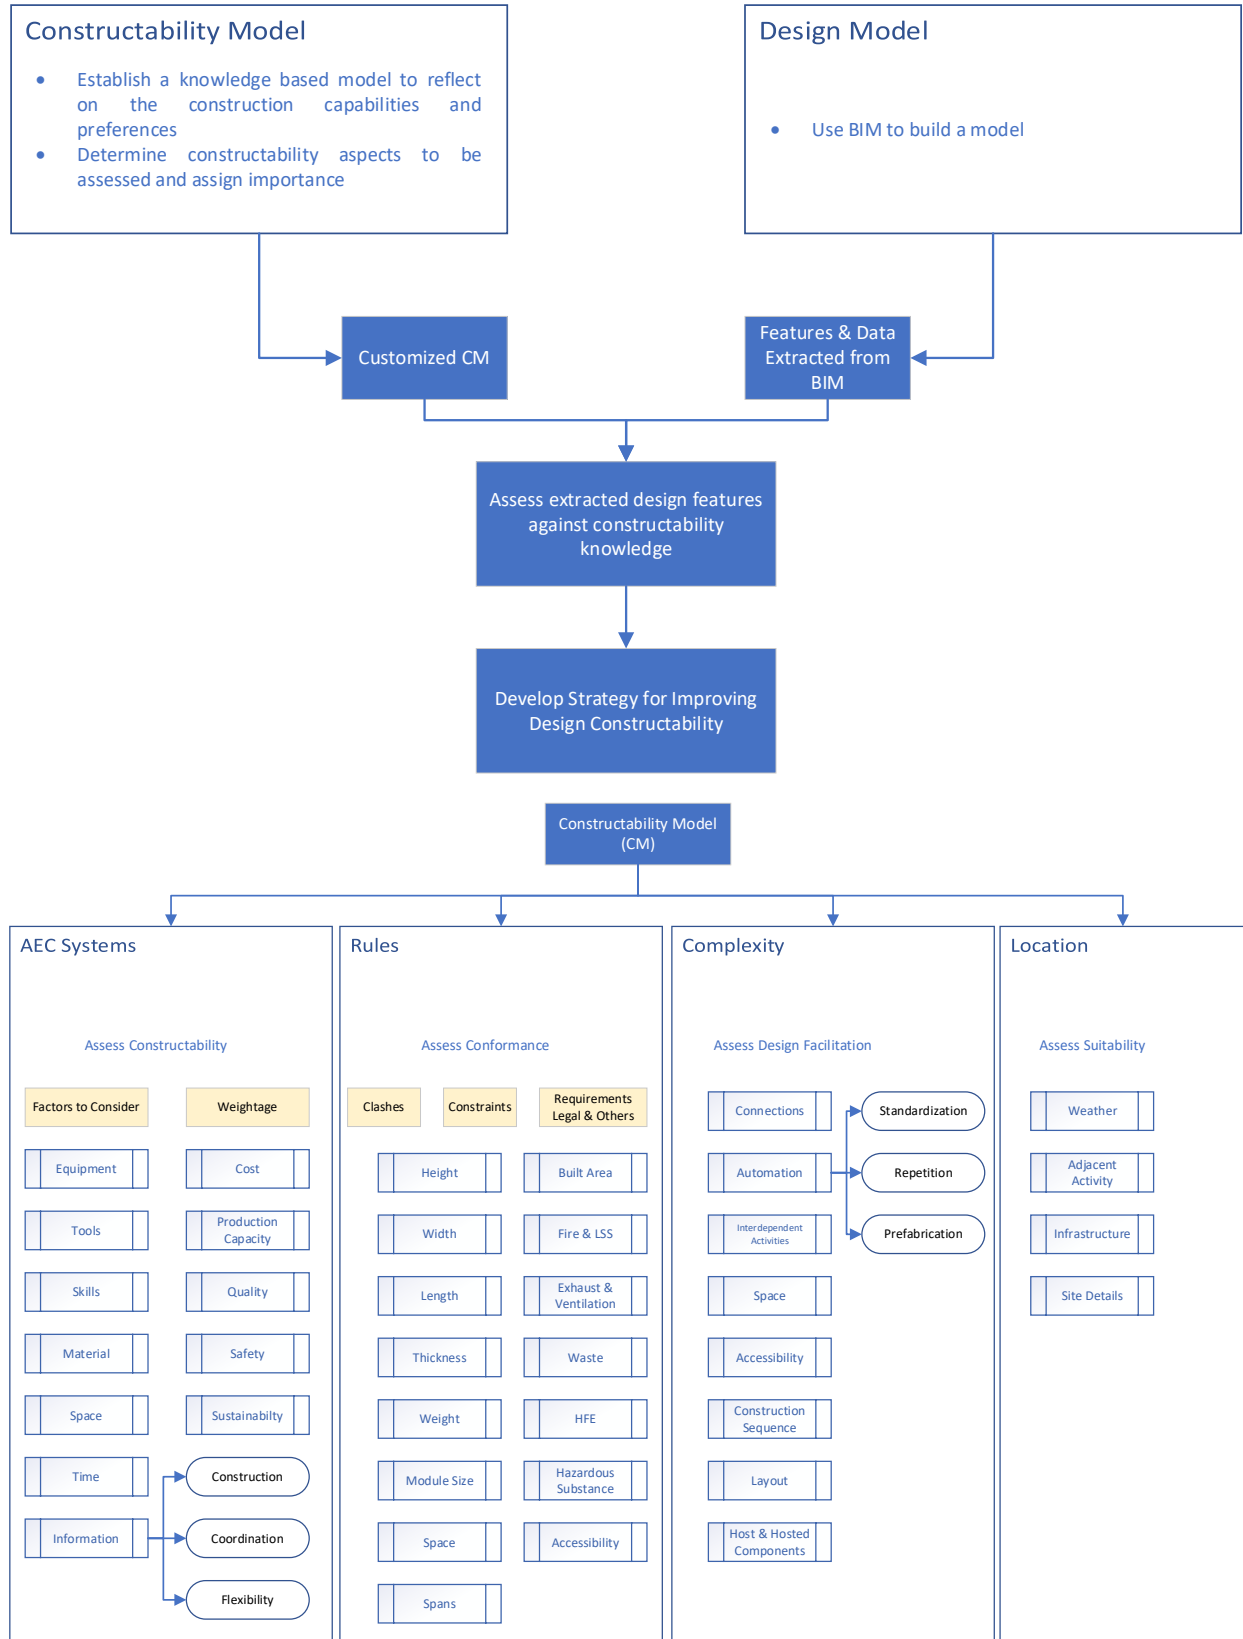 Constructability Model
• Establish a knowledge based model to reflect
on the construction capabilities and
preferences
• Determine constructability aspects to be
assessed and assign importance
Design Model
• Use BIM to build a model
Customized CM
Features & Data
Extracted from
BIM
Assess extracted design features
against constructability
knowledge
Develop Strategy for Improving
Design Constructability
Constructability Model
(CM)
AEC Systems
Assess Constructability
Factors to Consider
Weightage
Equipment
Cost
Tools
Production
Capacity
Skills
Quality
Material
Safety
Space
Sustainabilty
Time
Information
Construction
Coordination
Flexibility
Rules
Assess Conformance
Clashes
Constraints
Requirements
Legal & Others
Height
Built Area
Width
Fire & LSS
Length
Exhaust &
Ventilation
Thickness
Waste
Weight
HFE
Module Size
Hazardous
Substance
Space
Accessibility
Spans
Complexity
Assess Design Facilitation
Connections
Automation
Interdependent
Activities
Space
Accessibility
Construction
Sequence
Layout
Host & Hosted
Components
Standardization
Repetition
Prefabrication
Location
Assess Suitability
Weather
Adjacent
Activity
Infrastructure
Site Details